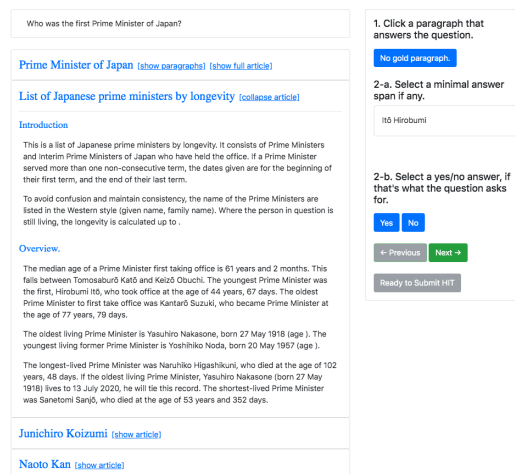 Who was the first Prime Minister of Japan?
Prime Minister of Japan [show paragraphs] [show full article]
List of Japanese prime ministers by longevity [collapse article]
Introduction
This is a list of Japanese prime ministers by longevity. It consists of Prime Ministers
and Interim Prime Ministers of Japan who have held the office. If a Prime Minister
served more than one non-consecutive term, the dates given are for the beginning of
their first term, and the end of their last term.
To avoid confusion and maintain consistency, the name of the Prime Ministers are
listed in the Western style (given name, family name). Where the person in question is
still living, the longevity is calculated up to .
Overview.
The median age of a Prime Minister first taking office is 61 years and 2 months. This
falls between Tomosaburō Katō and Keizō Obuchi. The youngest Prime Minister was
the first, Hirobumi Itō, who took office at the age of 44 years, 67 days. The oldest
Prime Minister to first take office was Kantarō Suzuki, who became Prime Minister at
the age of 77 years, 79 days.
The oldest living Prime Minister is Yasuhiro Nakasone, born 27 May 1918 (age ). The
youngest living former Prime Minister is Yoshihiko Noda, born 20 May 1957 (age ).
The longest-lived Prime Minister was Naruhiko Higashikuni, who died at the age of 102
years, 48 days. If the oldest living Prime Minister, Yasuhiro Nakasone (born 27 May
1918) lives to 13 July 2020, he will tie this record. The shortest-lived Prime Minister
was Sanetomi Sanjō, who died at the age of 53 years and 352 days.
Junichiro Koizumi [show article]
Naoto Kan [show article]
1. Click a paragraph that
answers the question.
No gold paragraph.
2-a. Select a minimal answer
span if any.
Itō Hirobumi
2-b. Select a yes/no answer, if
that's what the question asks
for.
Yes No
← Previous Next →
Ready to Submit HIT